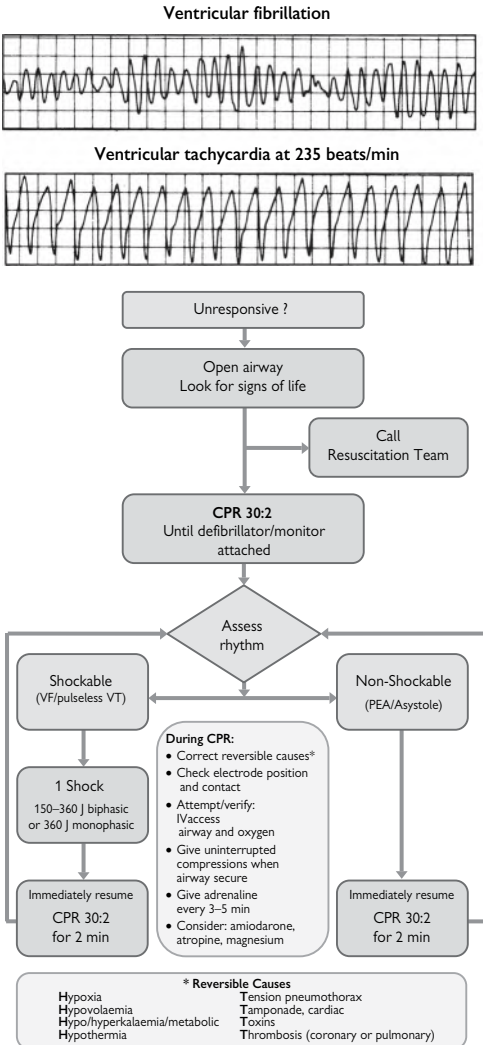 Ventricular fibrillation
Ventricular tachycardia at 235 beats/min
Unresponsive ?
Open airway
Look for signs of life
Call
Resuscitation Team
CPR 30:2
Until defibrillator/monitor
attached
Assess
rhythm
Shockable
(VF/pulseless VT)
Non-Shockable
(PEA/Asystole)
1 Shock
150–360 J biphasic
or 360 J monophasic
Immediately resume
CPR 30:2
for 2 min
During CPR:
• Correct reversible causes*
• Check electrode position
and contact
• Attempt/verify:
IVaccess
airway and oxygen
• Give uninterrupted
compressions when
airway secure
• Give adrenaline
every 3–5 min
• Consider: amiodarone,
atropine, magnesium
Immediately resume
CPR 30:2
for 2 min
* Reversible Causes
Hypoxia
Hypovolaemia
Hypo/hyperkalaemia/metabolic
Hypothermia
Tension pneumothorax
Tamponade, cardiac
Toxins
Thrombosis (coronary or pulmonary)